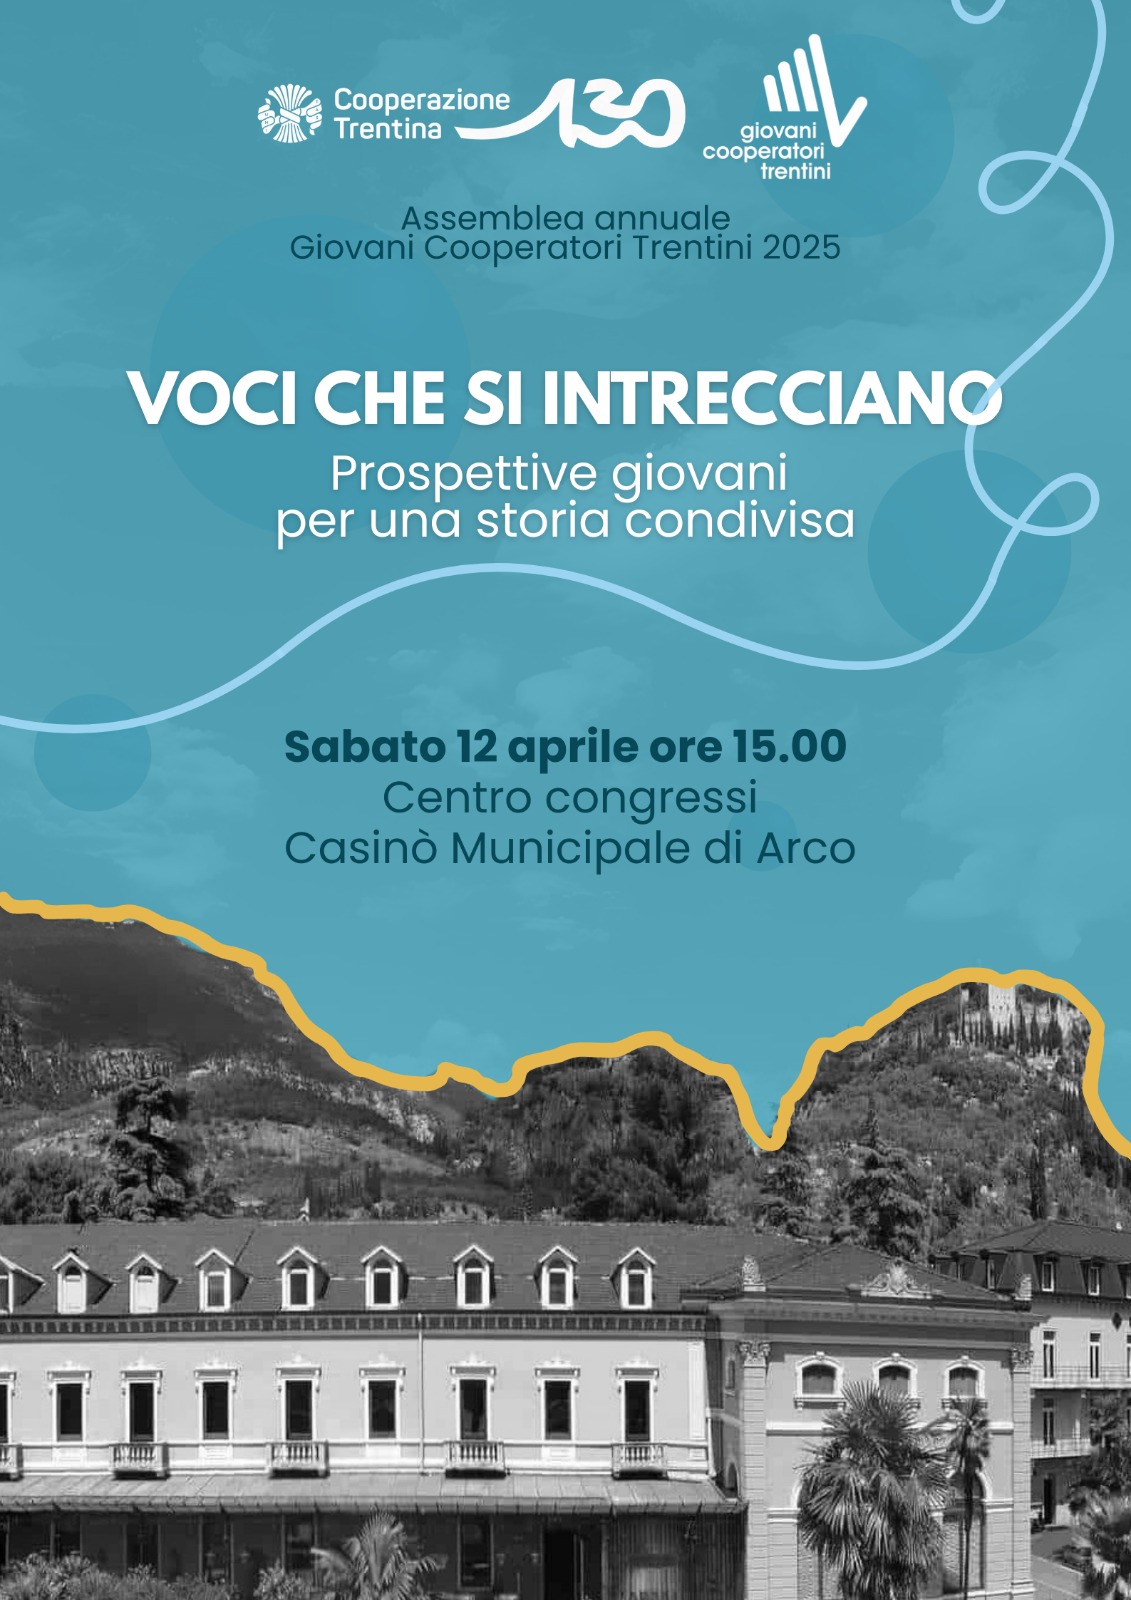 Cooperazione
Trentina
130
giovani
cooperatori
trentini
Assemblea annuale
Giovani Cooperatori Trentini 2025
VOCI CHE SI INTRECCIANO
Prospettive giovani
per una storia condivisa
Sabato 12 aprile ore 15.00
Centro congressi
Casinò Municipale di Arco